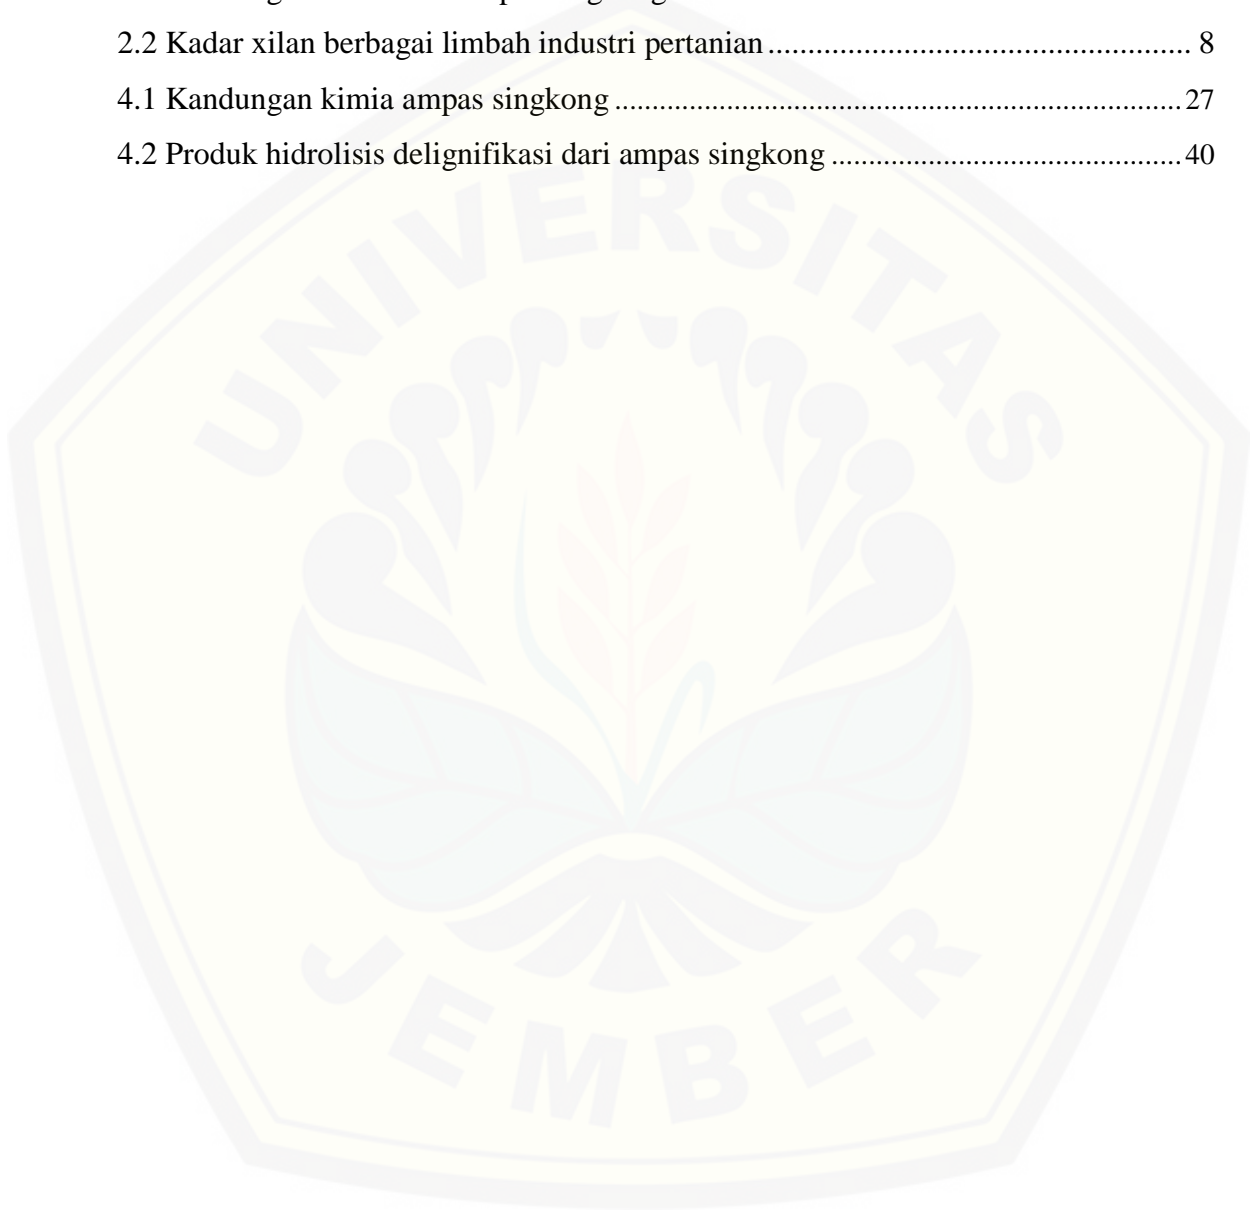 2.2 Kadar xilan berbagai limbah industri pertanian ..................................................... 8
4.1 Kandungan kimia ampas singkong ......................................................................27
4.2 Produk hidrolisis delignifikasi dari ampas singkong ............................................40
UNIVERSITAS
JEMBER